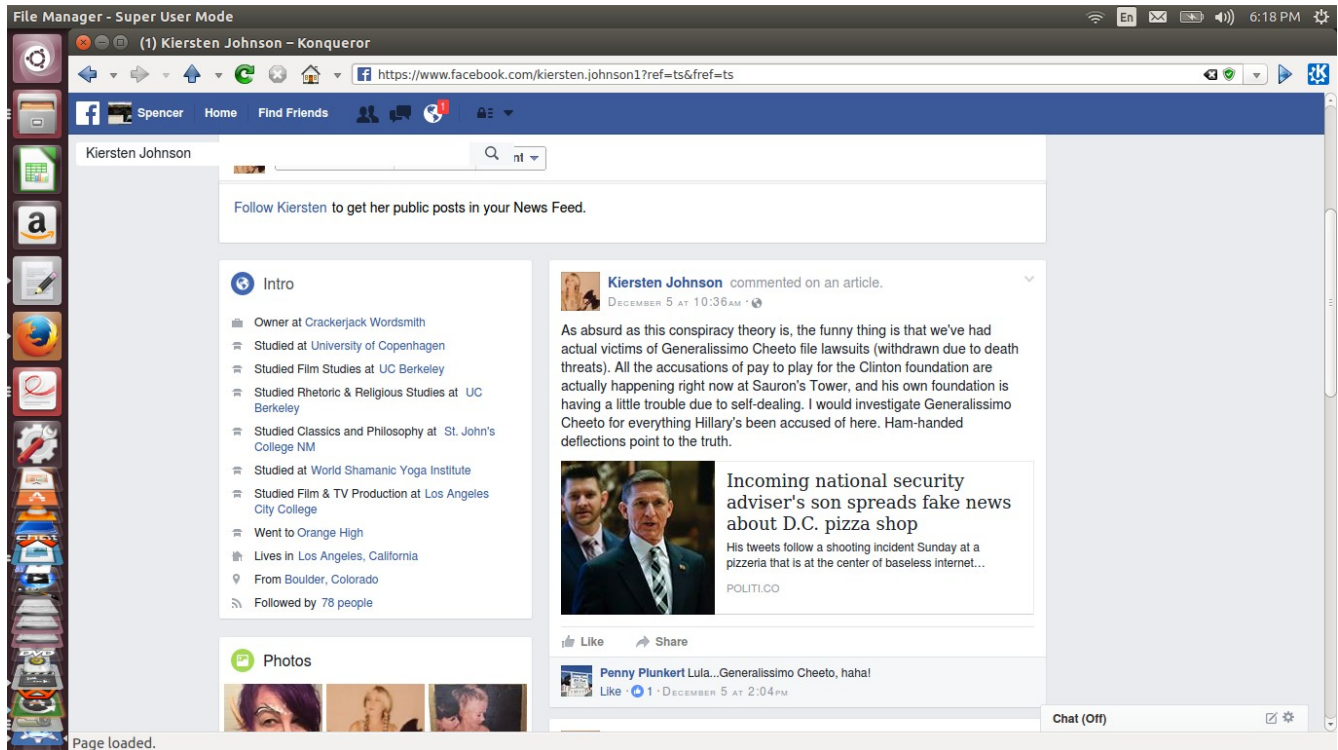 File Manager - Super User Mode
En
6:18 PM
(1) Kiersten Johnson – Konqueror
https://www.facebook.com/kiersten.johnson1?ref=ts&fref=ts
Spencer Home Find Friends
1
Kiersten Johnson
nt
Follow Kiersten to get her public posts in your News Feed.
Intro
Owner at Crackerjack Wordsmith
Studied at University of Copenhagen
Studied Film Studies at UC Berkeley
Studied Rhetoric & Religious Studies at UC
Berkeley
Studied Classics and Philosophy at St. John's
College NM
Studied at World Shamanic Yoga Institute
Studied Film & TV Production at Los Angeles
City College
Went to Orange High
Lives in Los Angeles, California
From Boulder, Colorado
Followed by 78 people
Photos
Kiersten Johnson commented on an article.
December 5 at 10:36am
As absurd as this conspiracy theory is, the funny thing is that we've had
actual victims of Generalissimo Cheeto file lawsuits (withdrawn due to death
threats). All the accusations of pay to play for the Clinton foundation are
actually happening right now at Sauron's Tower, and his own foundation is
having a little trouble due to self-dealing. I would investigate Generalissimo
Cheeto for everything Hillary's been accused of here. Ham-handed
deflections point to the truth.
Incoming national security
adviser's son spreads fake news
about D.C. pizza shop
His tweets follow a shooting incident Sunday at a
pizzeria that is at the center of baseless internet...
POLITI.CO
Like Share
Penny Plunkert Lula...Generalissimo Cheeto, haha!
Like · 1 · December 5 at 2:04pm
Chat (Off)
Page loaded.